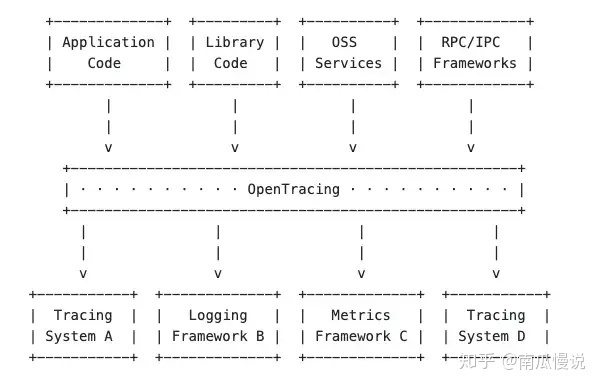 Application Library OSS RPC/IPC
Code Code Services Frameworks
OpenTracing
Tracing Logging Metrics Tracing
System A Framework B Framework C System D
知乎 @南瓜慢说